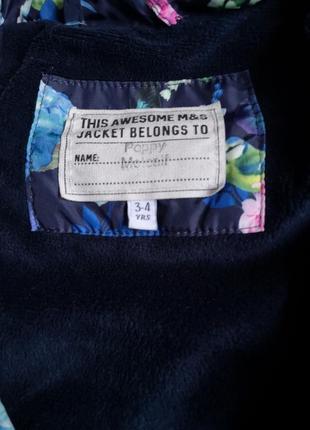 THIS AWESOME M&S
JACKET BELONGS TO
Poppy
NAME:
3-4
YRS